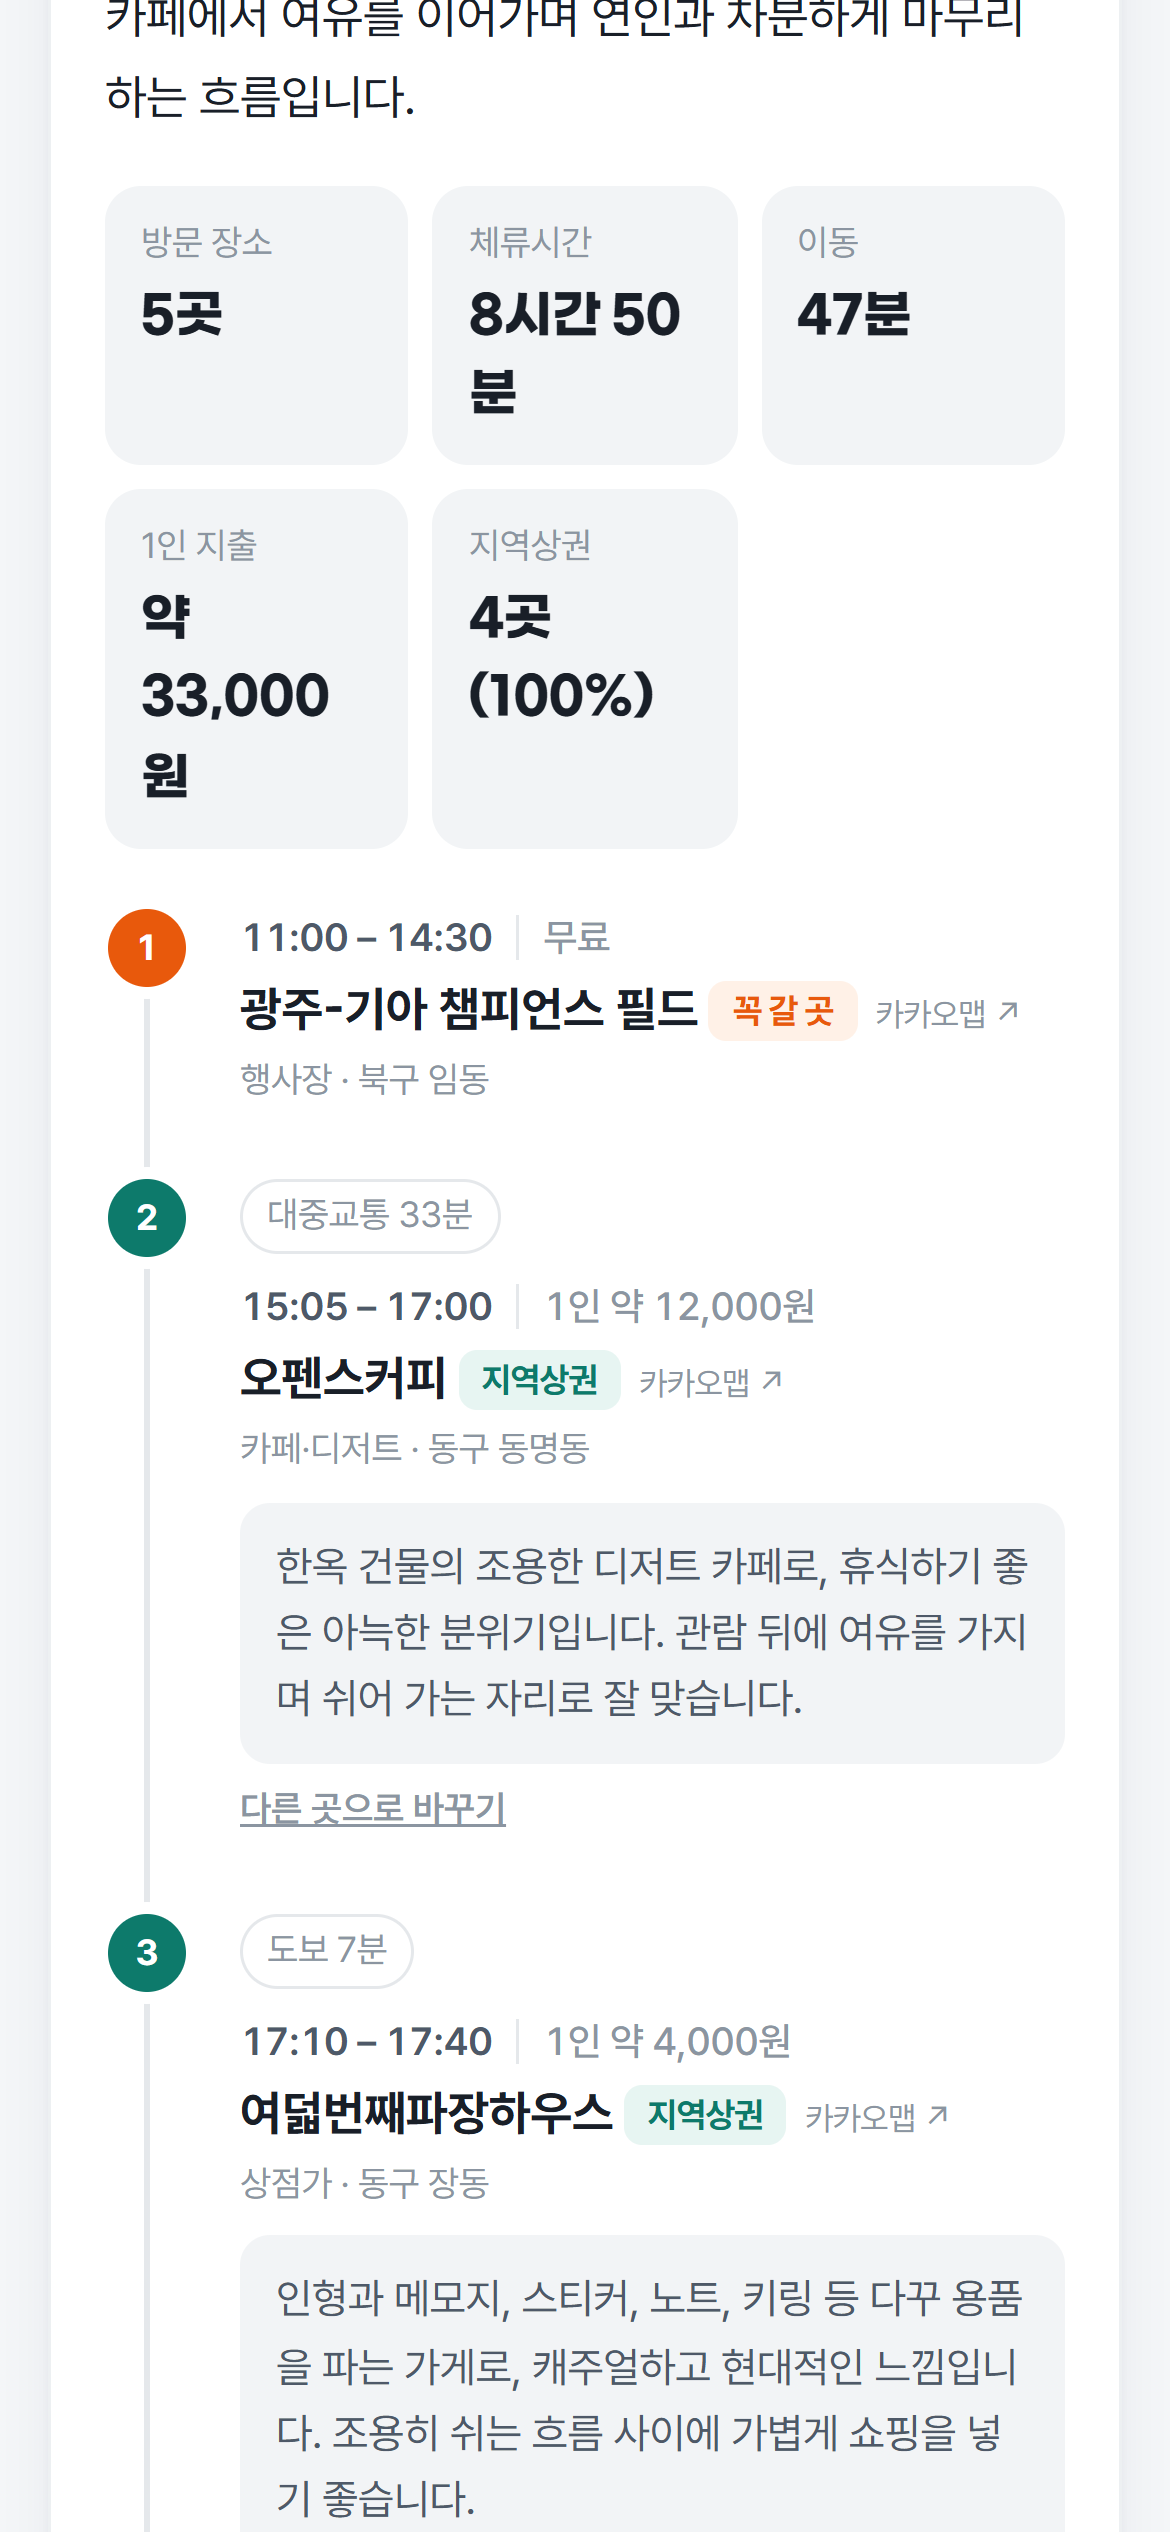 카페에서 여유를 이어가며 연인과 차분하게 마무리
하는 흐름입니다.
방문 장소
5곳
체류시간
8시간 50
분
이동
47분
1인 지출
약
33,000
원
지역상권
4곳
(100%)
1
11:00 – 14:30 무료
광주-기아 챔피언스 필드 꼭 갈 곳 카카오맵 ↗
행사장 · 북구 임동
2
대중교통 33분
15:05 – 17:00 1인 약 12,000원
오펜스커피 지역상권 카카오맵 ↗
카페·디저트 · 동구 동명동
한옥 건물의 조용한 디저트 카페로, 휴식하기 좋
은 아늑한 분위기입니다. 관람 뒤에 여유를 가지
며 쉬어 가는 자리로 잘 맞습니다.
다른 곳으로 바꾸기
3
도보 7분
17:10 – 17:40 1인 약 4,000원
여덟번째파장하우스 지역상권 카카오맵 ↗
상점가 · 동구 장동
인형과 메모지, 스티커, 노트, 키링 등 다꾸 용품
을 파는 가게로, 캐주얼하고 현대적인 느낌입니
다. 조용히 쉬는 흐름 사이에 가볍게 쇼핑을 넣
기 좋습니다.